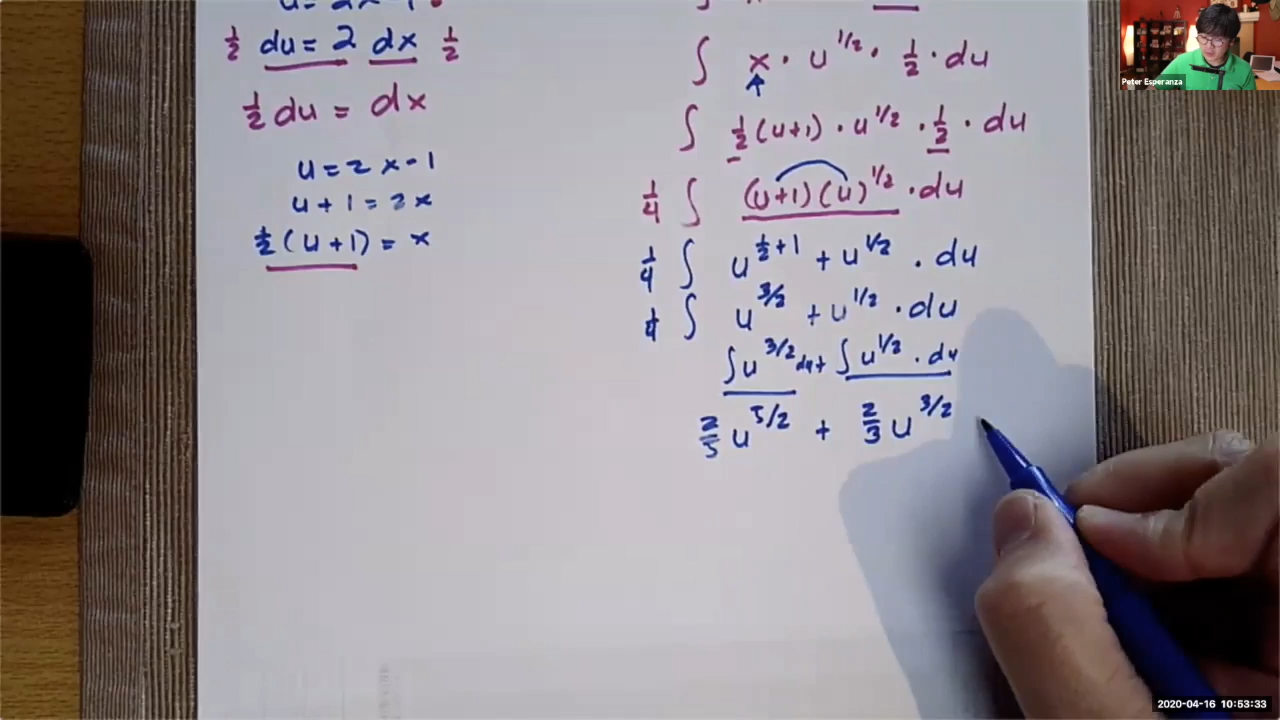 u = 2x - 1
1/2 du = 2 dx 1/2
1/2 du = dx
u = 2x - 1
u + 1 = 2x
1/2 (u + 1) = x
∫ x · u^1/2 · 1/2 · du
∫ 1/2 (u+1) · u^1/2 · 1/2 · du
1/4 ∫ (u+1)(u)^1/2 · du
1/4 ∫ u^1/2+1 + u^1/2 · du
1/4 ∫ u^3/2 + u^1/2 · du
∫ u^3/2 du + ∫ u^1/2 · du
2/5 u^5/2 + 2/3 u^3/2
Peter Esperanza
2020-04-16 10:53:33